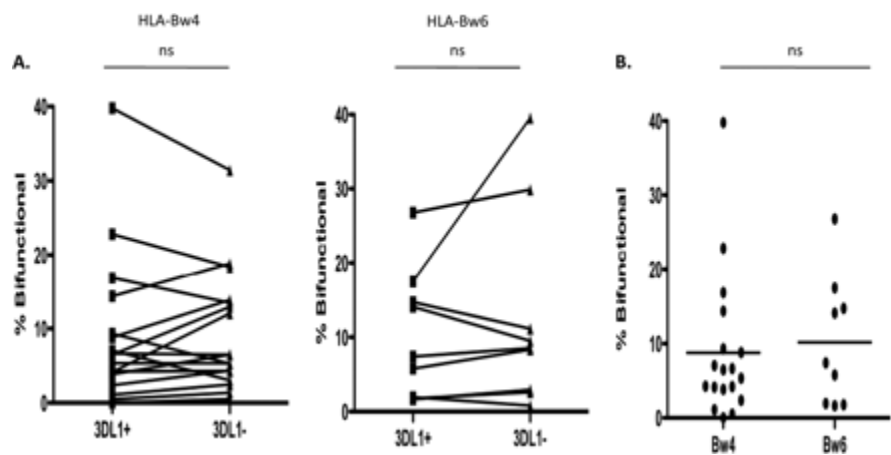 HLA-Bw4 HLA-Bw6
A. ns ns B. ns
% Bifunctional
40
30
20
10
0
3DL1+ 3DL1-
% Bifunctional
40
30
20
10
0
3DL1+ 3DL1-
% Bifunctional
40
30
20
10
0
Bw4 Bw6